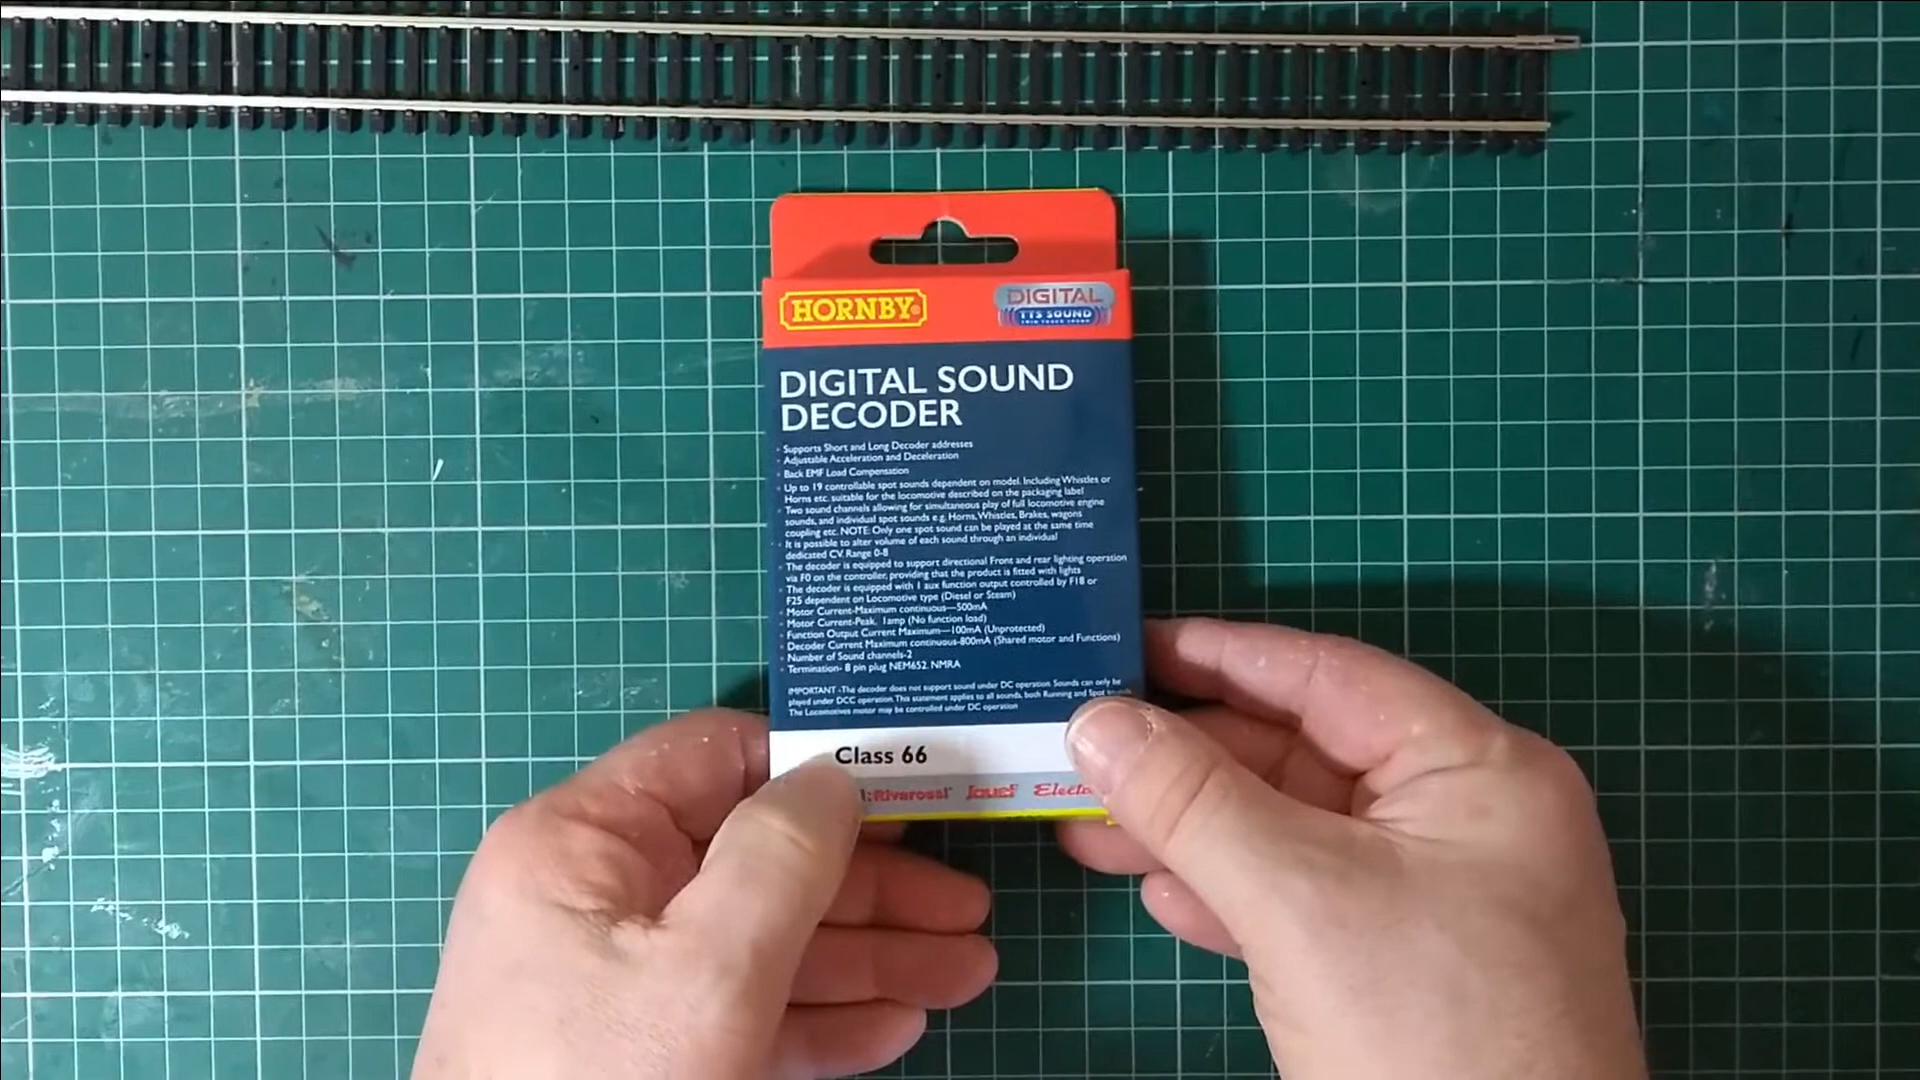 HORNBY
DIGITAL
TTS SOUND
TWIN TRACK SOUND
DIGITAL SOUND
DECODER
Supports Short and Long Decoder addresses
Adjustable Acceleration and Deceleration
Back EMF Load Compensation
Up to 19 controllable spot sounds dependent on model. Including Whistles or
Horns etc. suitable for the locomotive described on the packaging label
Two sound channels allowing for simultaneous play of full locomotive engine
sounds, and individual spot sounds e.g. Horns, Whistles, Brakes, wagons
coupling etc. NOTE: Only one spot sound can be played at the same time
It is possible to alter volume of each sound through an individual
dedicated CV. Range 0-8
The decoder is equipped to support directional Front and rear lighting operation
via F0 on the controller, providing that the product is fitted with lights
The decoder is equipped with 1 aux function output controlled by F18 or
F25 dependent on Locomotive type (Diesel or Steam)
Motor Current-Maximum continuous—500mA
Motor Current-Peak. 1amp (No function load)
Function Output Current Maximum—100mA (Unprotected)
Decoder Current Maximum continuous-800mA (Shared motor and Functions)
Number of Sound channels-2
Termination- 8 pin plug NEM652. NMRA
IMPORTANT -The decoder does not support sound under DC operation. Sounds can only be
played under DCC operation. This statement applies to all sounds, both Running and Spot sounds
The Locomotives motor may be controlled under DC operation
Class 66
Rivarossi Jouef Electro